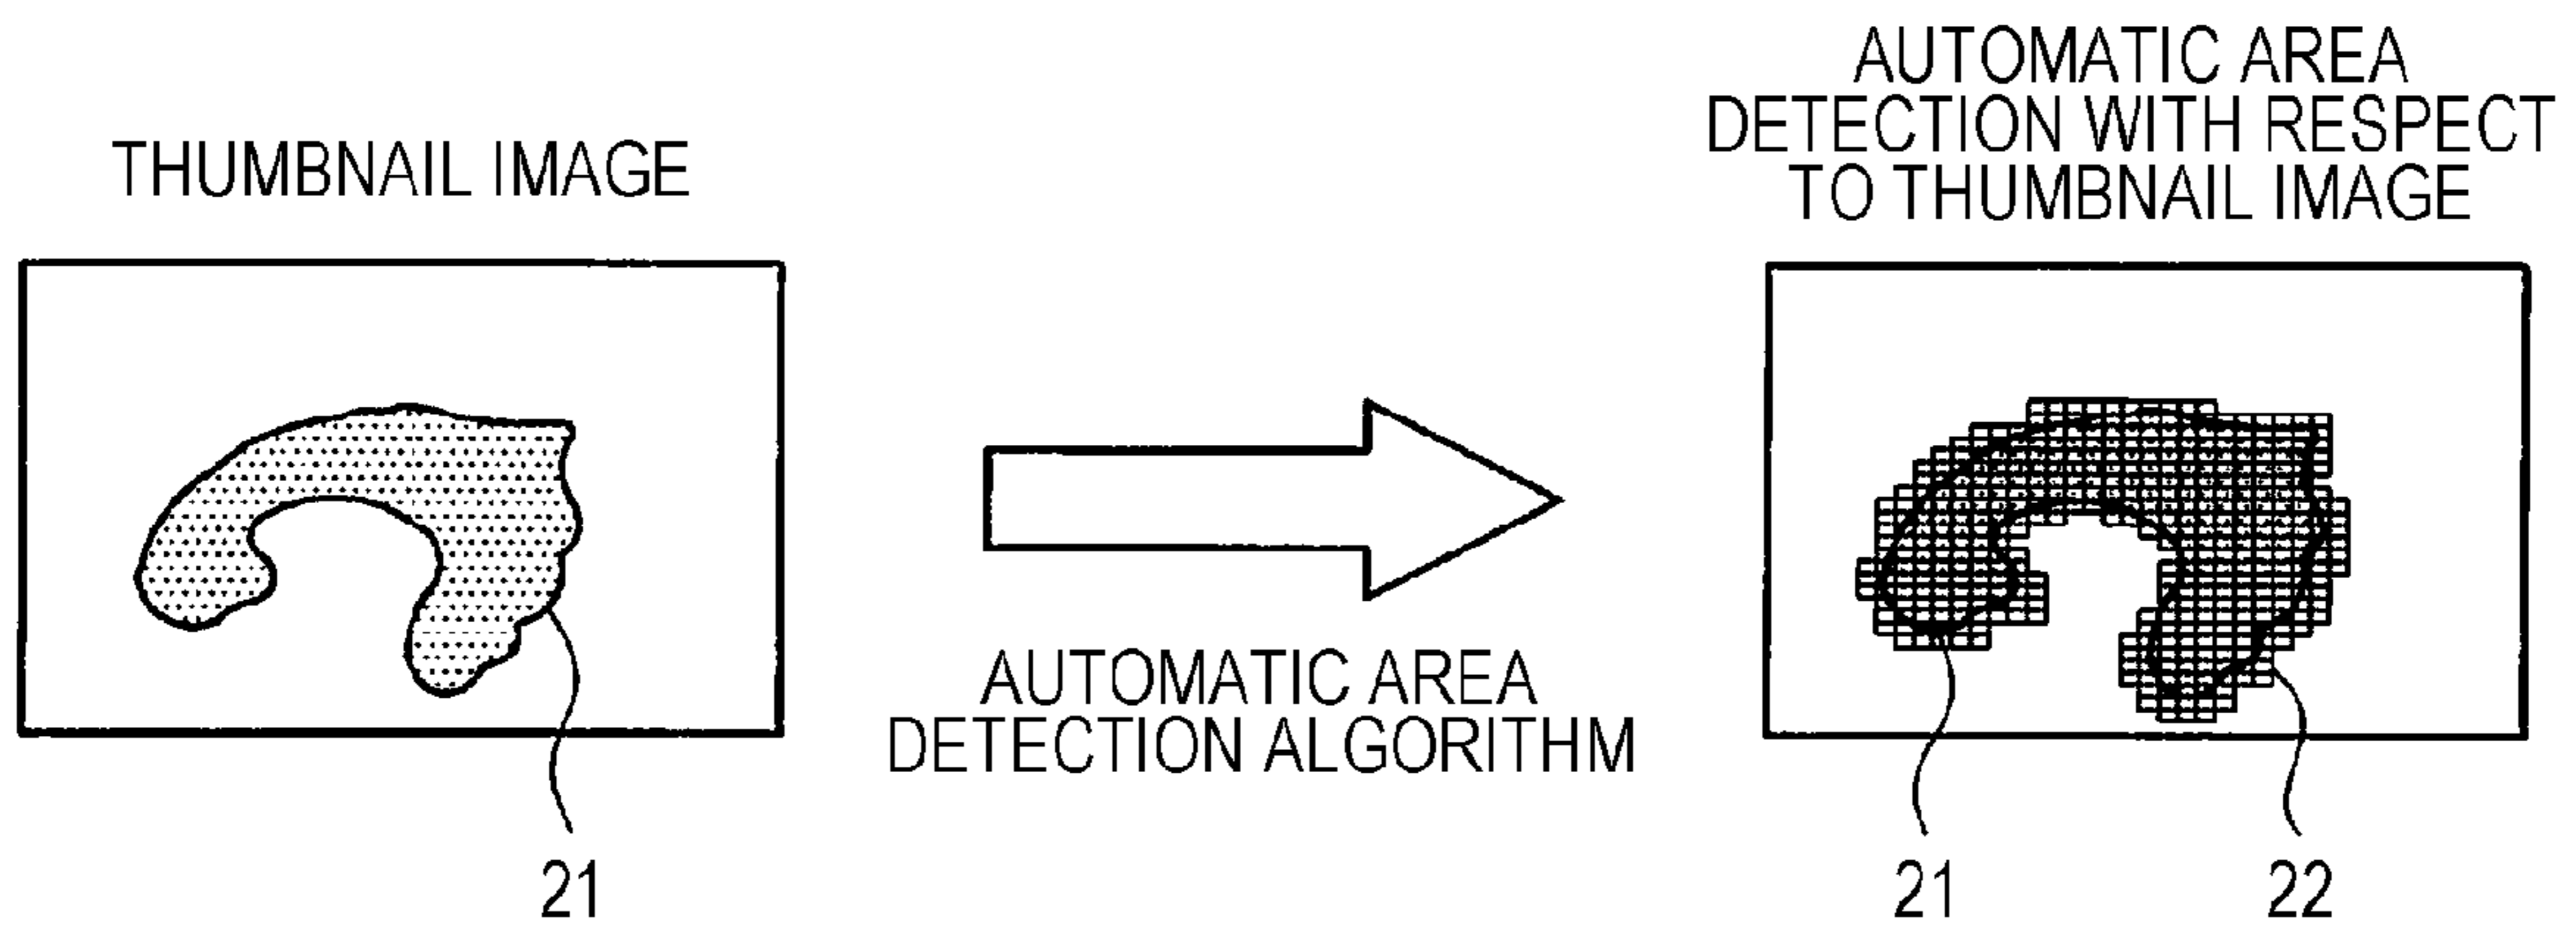 THUMBNAIL IMAGE
AUTOMATIC AREA
DETECTION ALGORITHM
AUTOMATIC AREA
DETECTION WITH RESPECT
TO THUMBNAIL IMAGE
21
21
22